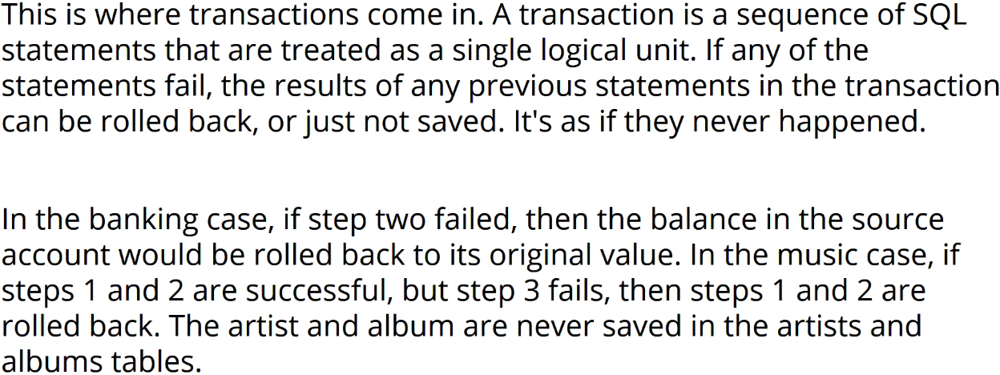 This is where transactions come in. A transaction is a sequence of SQL
statements that are treated as a single logical unit. If any of the
statements fail, the results of any previous statements in the transaction
can be rolled back, or just not saved. It's as if they never happened.
In the banking case, if step two failed, then the balance in the source
account would be rolled back to its original value. In the music case, if
steps 1 and 2 are successful, but step 3 fails, then steps 1 and 2 are
rolled back. The artist and album are never saved in the artists and
albums tables.